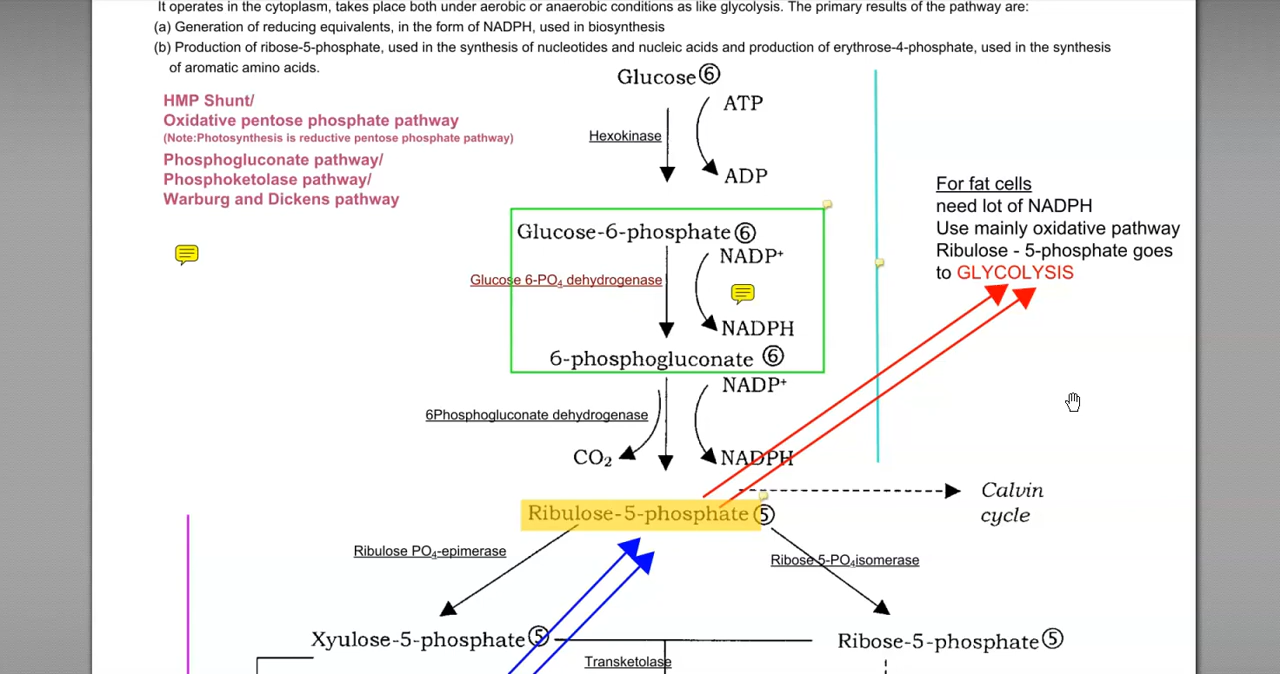 It operates in the cytoplasm, takes place both under aerobic or anaerobic conditions as like glycolysis. The primary results of the pathway are:
(a) Generation of reducing equivalents, in the form of NADPH, used in biosynthesis
(b) Production of ribose-5-phosphate, used in the synthesis of nucleotides and nucleic acids and production of erythrose-4-phosphate, used in the synthesis
of aromatic amino acids.
Glucose ⑥
HMP Shunt/
Oxidative pentose phosphate pathway
(Note:Photosynthesis is reductive pentose phosphate pathway)
Phosphogluconate pathway/
Phosphoketolase pathway/
Warburg and Dickens pathway
ATP
Hexokinase
ADP
For fat cells
need lot of NADPH
Use mainly oxidative pathway
Ribulose - 5-phosphate goes
to GLYCOLYSIS
Glucose-6-phosphate ⑥
NADP+
Glucose 6-PO4 dehydrogenase
NADPH
6-phosphogluconate ⑥
NADP+
6Phosphogluconate dehydrogenase
CO2
NADPH
Ribulose-5-phosphate ⑤
Calvin
cycle
Ribulose PO4-epimerase
Ribose 5-PO4isomerase
Xyulose-5-phosphate ⑤
Ribose-5-phosphate ⑤
Transketolase